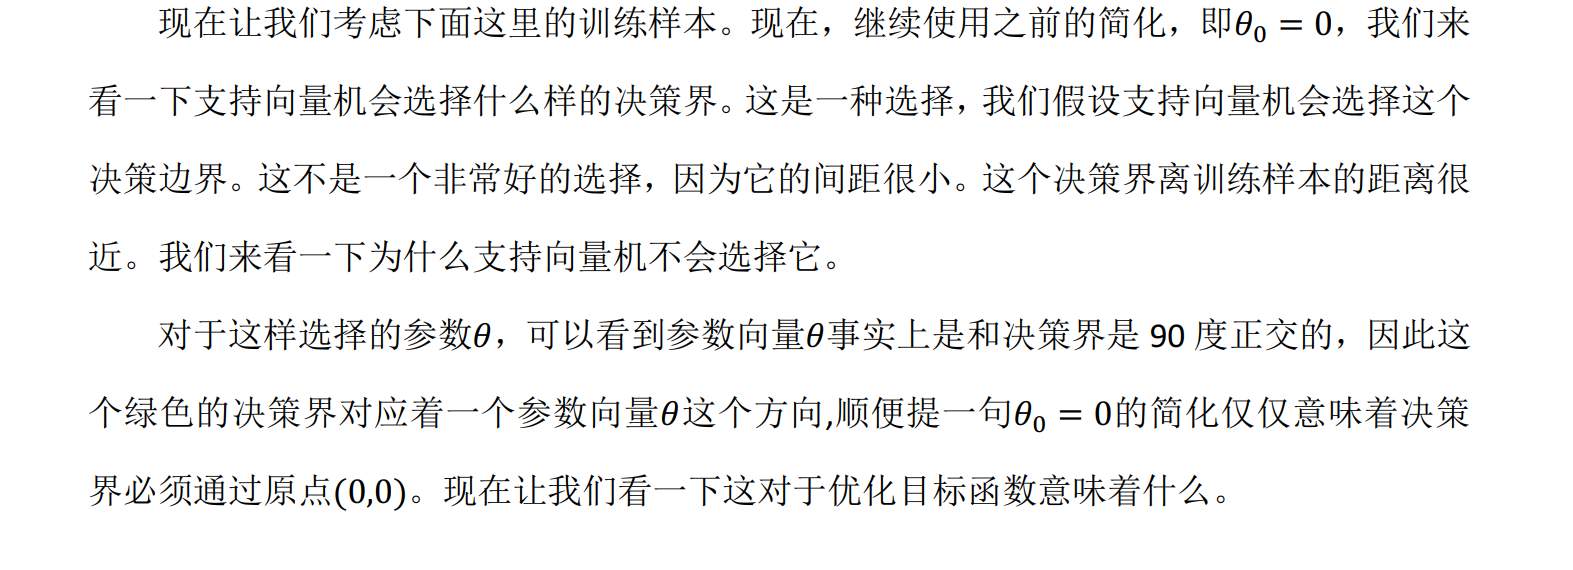 现在让我们考虑下面这里的训练样本。现在，继续使用之前的简化，即θ₀ = 0，我们来
看一下支持向量机会选择什么样的决策界。这是一种选择，我们假设支持向量机会选择这个
决策边界。这不是一个非常好的选择，因为它的间距很小。这个决策界离训练样本的距离很
近。我们来看一下为什么支持向量机不会选择它。
对于这样选择的参数θ，可以看到参数向量θ事实上是和决策界是 90 度正交的，因此这
个绿色的决策界对应着一个参数向量θ这个方向,顺便提一句θ₀ = 0的简化仅仅意味着决策
界必须通过原点(0,0)。现在让我们看一下这对于优化目标函数意味着什么。